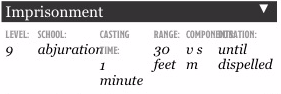 Imprisonment ▼
LEVEL: SCHOOL: CASTING TIME: RANGE: COMPONENTS: DURATION:
9 abjuration 1 minute 30 feet v s m until dispelled